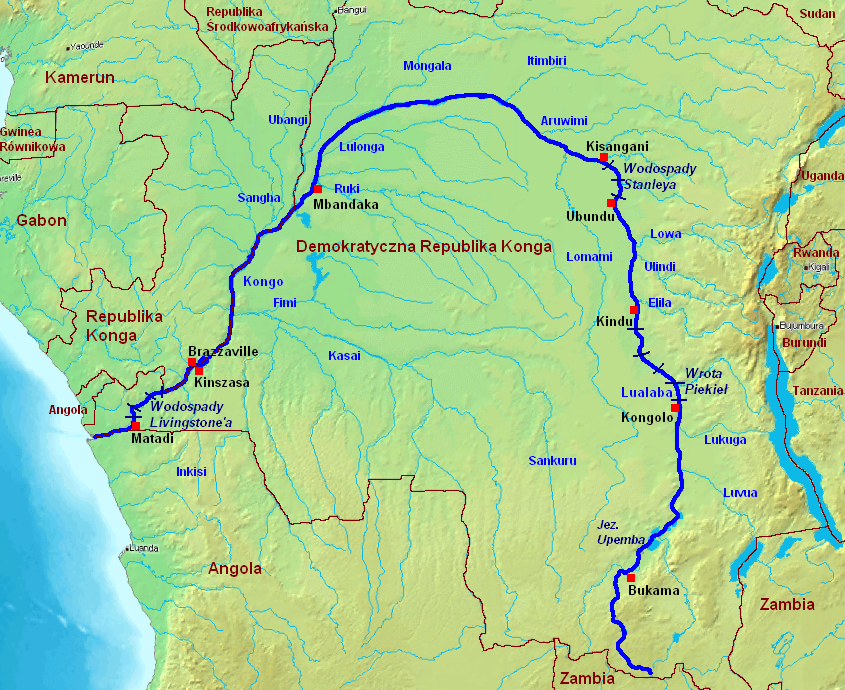 Republika
Środkowoafrykańska
Bangui
Sudan
Yaounde
Kamerun
Mongala
Itimbiri
Gwinea
Równikowa
Ubangi
Aruwimi
Lulonga
Kisangani
Wodospady
Stanleya
Uganda
Sangha
Ruki
Mbandaka
Ubundu
Gabon
Demokratyczna Republika Konga
Lowa
Lomami
Ulindi
Rwanda
Kigali
Kongo
Fimi
Elila
Kindu
Republika
Konga
Bujumbura
Burundi
Brazzaville
Kasai
Kinszasa
Wrota
Piekieł
Tanzania
Lualaba
Angola
Wodospady
Livingstone'a
Kongolo
Matadi
Lukuga
Inkisi
Sankuru
Luvua
Jez.
Upemba
Luanda
Angola
Bukama
Zambia
Zambia